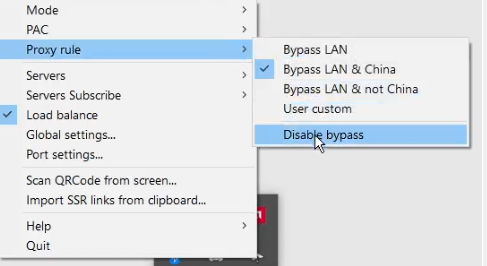 Mode
PAC
Proxy rule
Servers
Servers Subscribe
Load balance
Global settings...
Port settings...
Scan QRCode from screen...
Import SSR links from clipboard...
Help
Quit
Bypass LAN
Bypass LAN & China
Bypass LAN & not China
User custom
Disable bypass